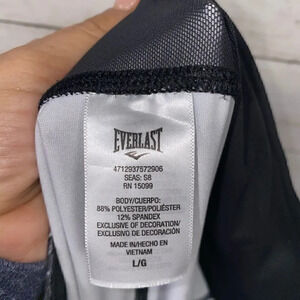 EVERLAST
4712937572906
SEAS: S8
RN 15099
BODY/CUERPO:
88% POLYESTER/POLIÉSTER
12% SPANDEX
EXCLUSIVE OF DECORATION/
EXCLUSIVO DE DECORACIÓN
MADE IN/HECHO EN
VIETNAM
L/G